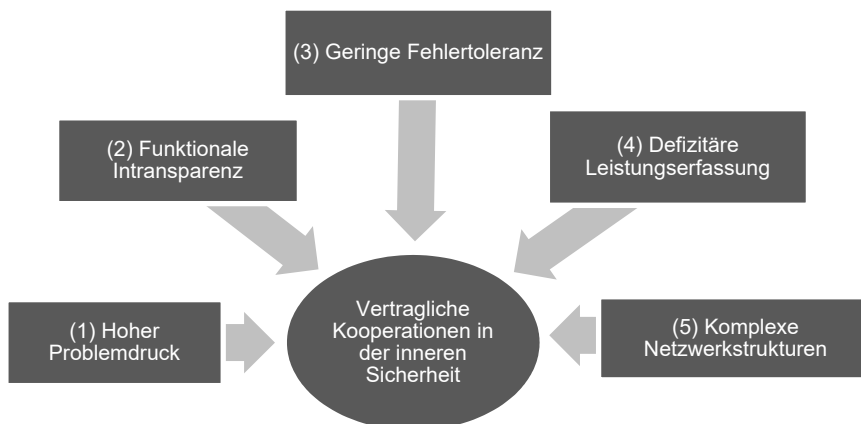 (3) Geringe Fehlertoleranz
(2) Funktionale
Intransparenz
(4) Defizitäre
Leistungserfassung
(1) Hoher
Problemdruck
Vertragliche
Kooperationen in
der inneren
Sicherheit
(5) Komplexe
Netzwerkstrukturen